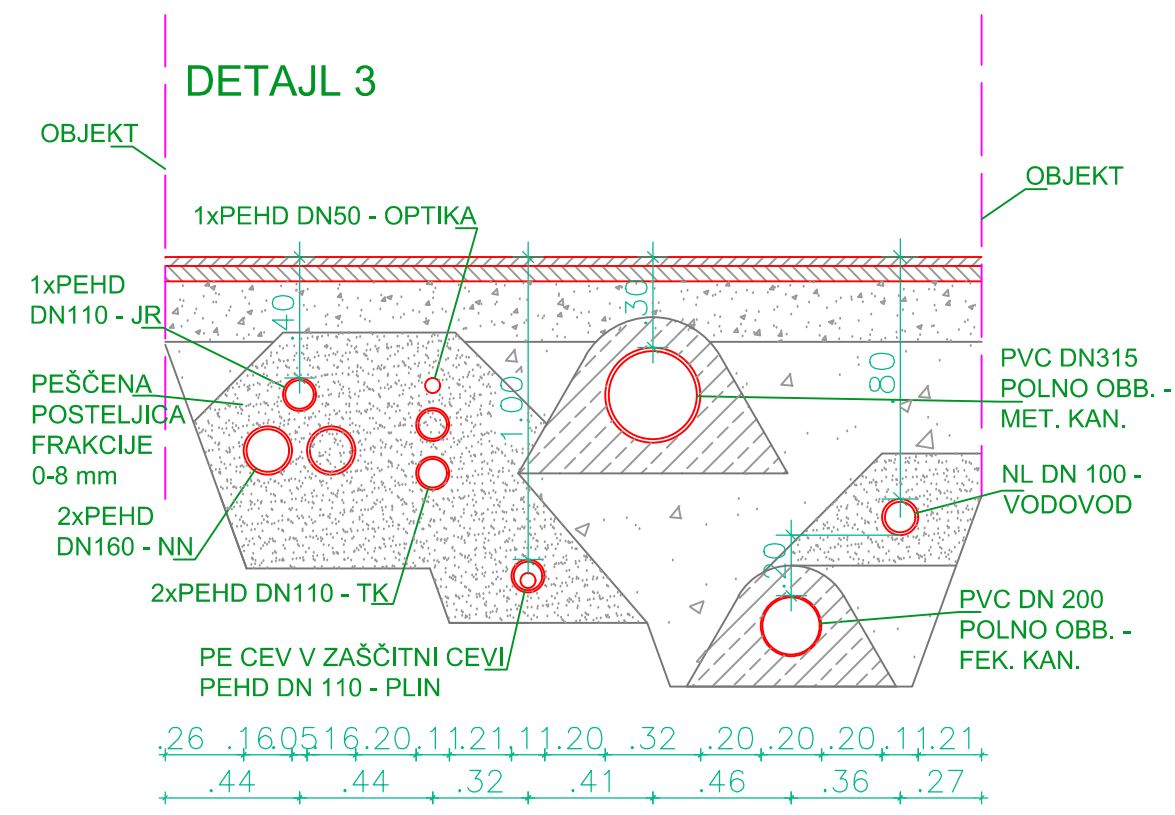 DETAJL 3
OBJEKT
OBJEKT
1xPEHD DN50 - OPTIKA
1xPEHD
DN110 - JR
.40
.30
1.00
.80
PEŠČENA
POSTELJICA
FRAKCIJE
0-8 mm
PVC DN315
POLNO OBB. -
MET. KAN.
NL DN 100 -
VODOVOD
2xPEHD
DN160 - NN
.20
2xPEHD DN110 - TK
PVC DN 200
POLNO OBB. -
FEK. KAN.
PE CEV V ZAŠČITNI CEVI
PEHD DN 110 - PLIN
.26 .16 .05 .16 .20 .11 .21 .11 .20 .32 .20 .20 .20 .11 .21
.44 .44 .32 .41 .46 .36 .27